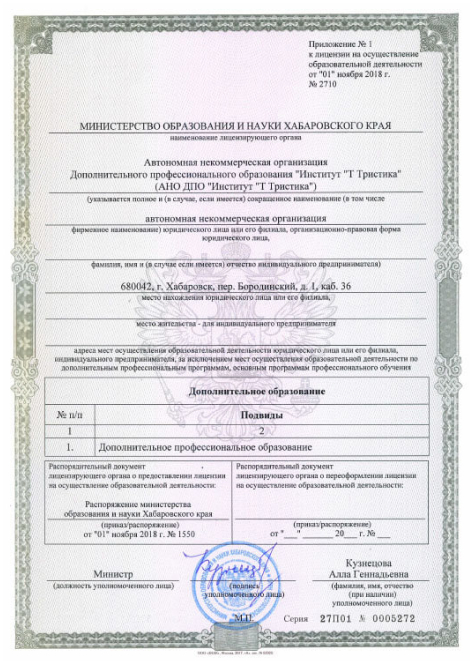 Приложение № 1
к лицензии на осуществление
образовательной деятельности
от "01" ноября 2018 г.
№ 2710
МИНИСТЕРСТВО ОБРАЗОВАНИЯ И НАУКИ ХАБАРОВСКОГО КРАЯ
наименование лицензирующего органа
Автономная некоммерческая организация
Дополнительного профессионального образования "Институт "Т Тристика"
(АНО ДПО "Институт "Т Тристика")
(указывается полное и (в случае, если имеется) сокращенное наименование (в том числе
автономная некоммерческая организация
фирменное наименование) юридического лица или его филиала, организационно-правовая форма
юридического лица,
фамилия, имя и (в случае если имеется) отчество индивидуального предпринимателя)
680042, г. Хабаровск, пер. Бородинский, д. 1, каб. 36
место нахождения юридического лица или его филиала,
место жительства - для индивидуального предпринимателя
адреса мест осуществления образовательной деятельности юридического лица или его филиала,
индивидуального предпринимателя, за исключением мест осуществления образовательной деятельности по
дополнительным профессиональным программам, основным программам профессионального обучения
Дополнительное образование
№ п/п Подвиды
1 2
1. Дополнительное профессиональное образование
Распорядительный документ
лицензирующего органа о предоставлении лицензии
на осуществление образовательной деятельности:
Распоряжение министерства
образования и науки Хабаровского края
(приказ/распоряжение)
от "01" ноября 2018 г. № 1550
Распорядительный документ
лицензирующего органа о переоформлении лицензии
на осуществление образовательной деятельности:
(приказ/распоряжение)
от "___" ______ 20___ г. № ___
Министр
(должность уполномоченного лица)
(подпись
уполномоченного лица)
Кузнецова
Алла Геннадьевна
(фамилия, имя, отчество
(при наличии)
уполномоченного лица)
М.П.
Серия 27П01 № 0005272